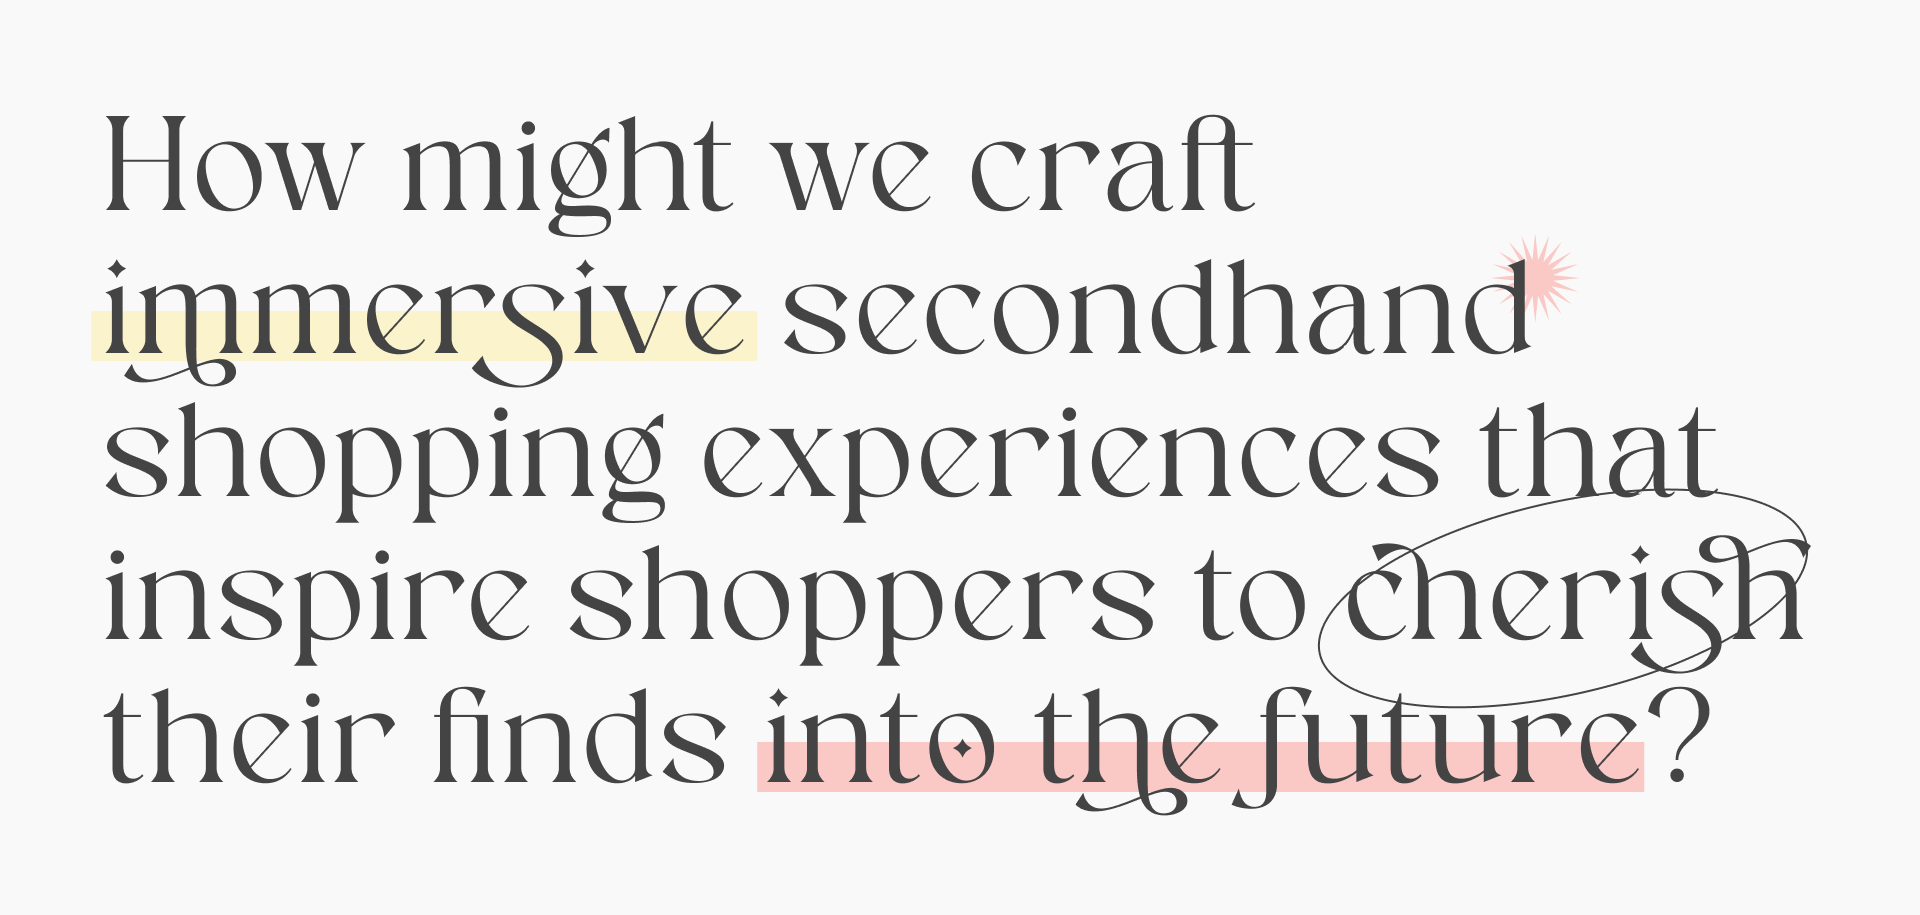 How might we craft
immersive secondhand
shopping experiences that
inspire shoppers to cherish
their finds into the future?